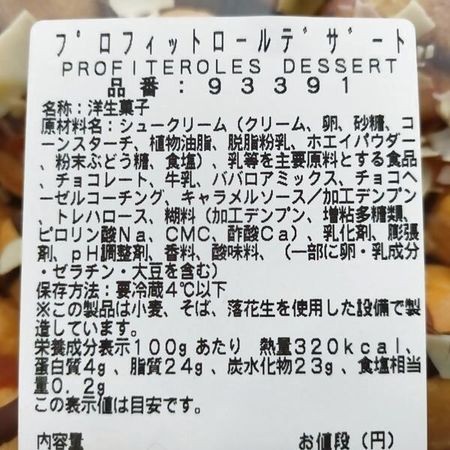 プロフィットロールデザート
PROFITEROLES DESSERT
品番:93391
名称:洋生菓子
原材料名:シュークリーム(クリーム、卵、砂糖、コ
ーンスターチ、植物油脂、脱脂粉乳、ホエイパウダー
、粉末ぶどう糖、食塩)、乳等を主要原料とする食品
、チョコレート、牛乳、ババロアミックス、チョコヘ
ーゼルコーチング、キャラメルソース/加工デンプン
、トレハロース、糊料(加工デンプン、増粘多糖類、
ピロリン酸Na、CMC、酢酸Ca)、乳化剤、膨張
剤、pH調整剤、香料、酸味料、(一部に卵・乳成分
・ゼラチン・大豆を含む)
保存方法:要冷蔵4℃以下
※この製品は小麦、そば、落花生を使用した設備で製
造しています。
栄養成分表示100gあたり 熱量320kcal、
蛋白質4g、脂質24g、炭水化物23g、食塩相当
量0.2g
この表示値は目安です。
内容量 お値段(円)